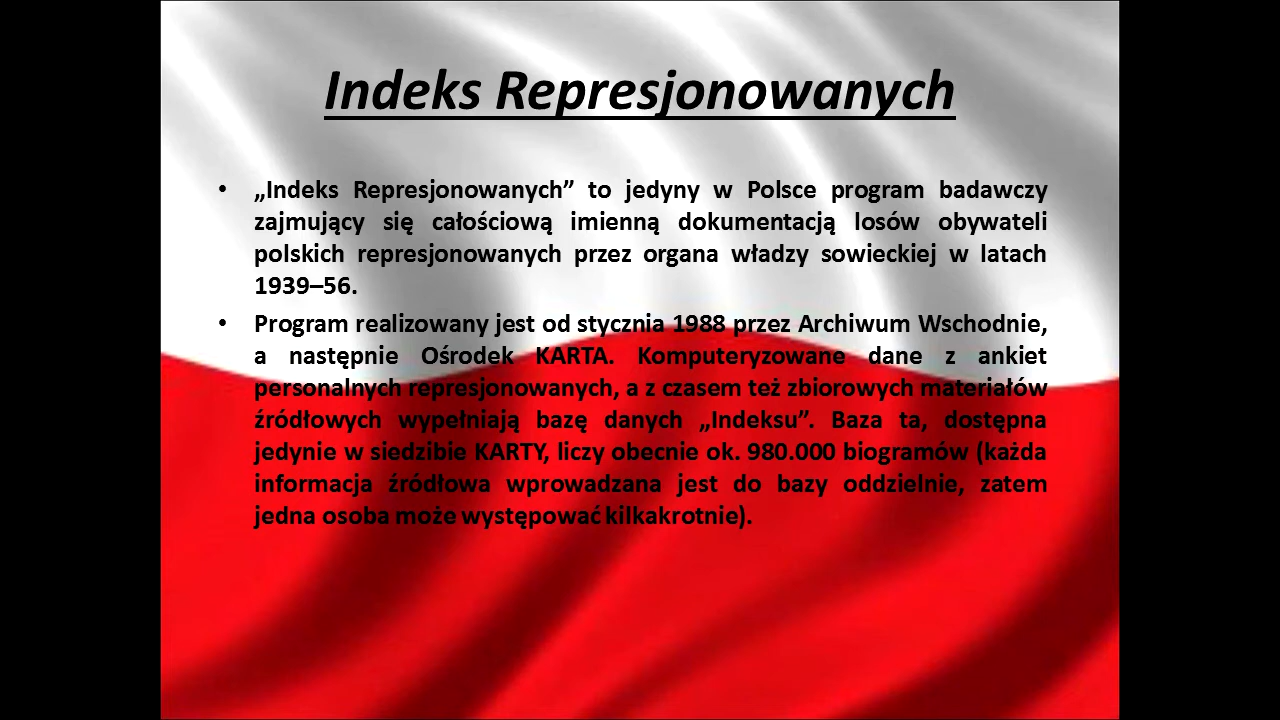 Indeks Represjonowanych
• „Indeks Represjonowanych” to jedyny w Polsce program badawczy
zajmujący się całościową imienną dokumentacją losów obywateli
polskich represjonowanych przez organa władzy sowieckiej w latach
1939–56.
• Program realizowany jest od stycznia 1988 przez Archiwum Wschodnie,
a następnie Ośrodek KARTA. Komputeryzowane dane z ankiet
personalnych represjonowanych, a z czasem też zbiorowych materiałów
źródłowych wypełniają bazę danych „Indeksu”. Baza ta, dostępna
jedynie w siedzibie KARTY, liczy obecnie ok. 980.000 biogramów (każda
informacja źródłowa wprowadzana jest do bazy oddzielnie, zatem
jedna osoba może występować kilkakrotnie).